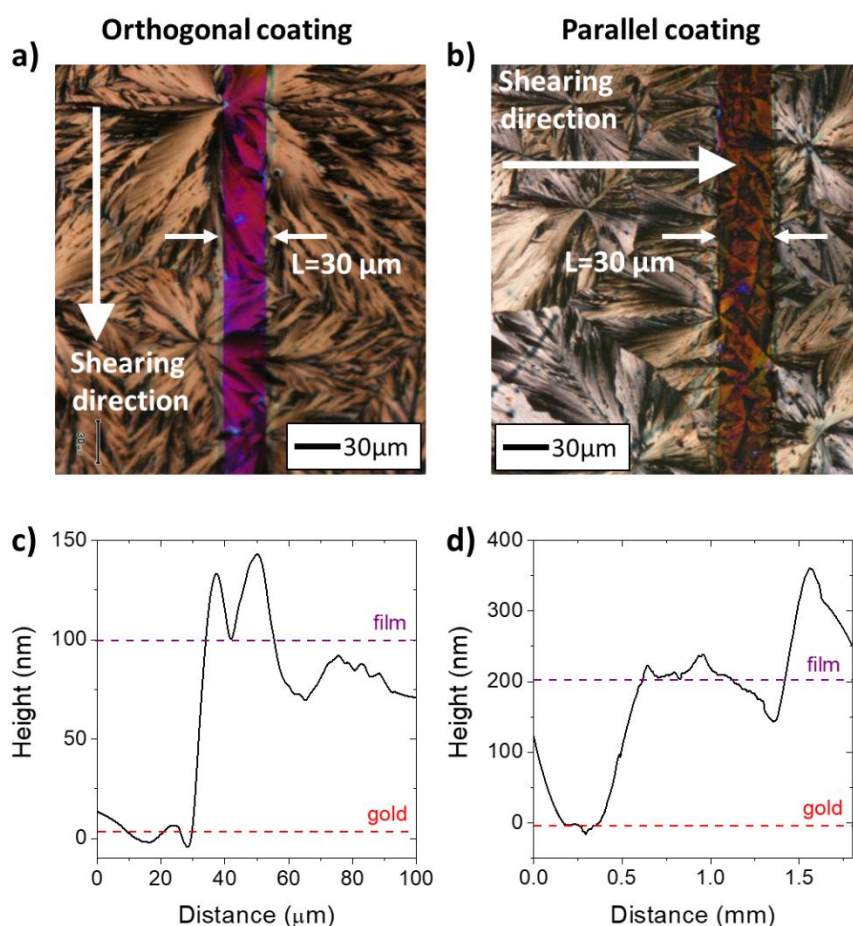 Orthogonal coating
Parallel coating
a)
b)
Shearing
direction
L=30 µm
Shearing
direction
30µm
Shearing
direction
L=30 µm
30µm
c)
150
100
50
0
Height (nm)
film
gold
0
20
40
60
80
100
Distance (µm)
d)
400
300
200
100
0
Height (nm)
film
gold
0.0
0.5
1.0
1.5
Distance (mm)